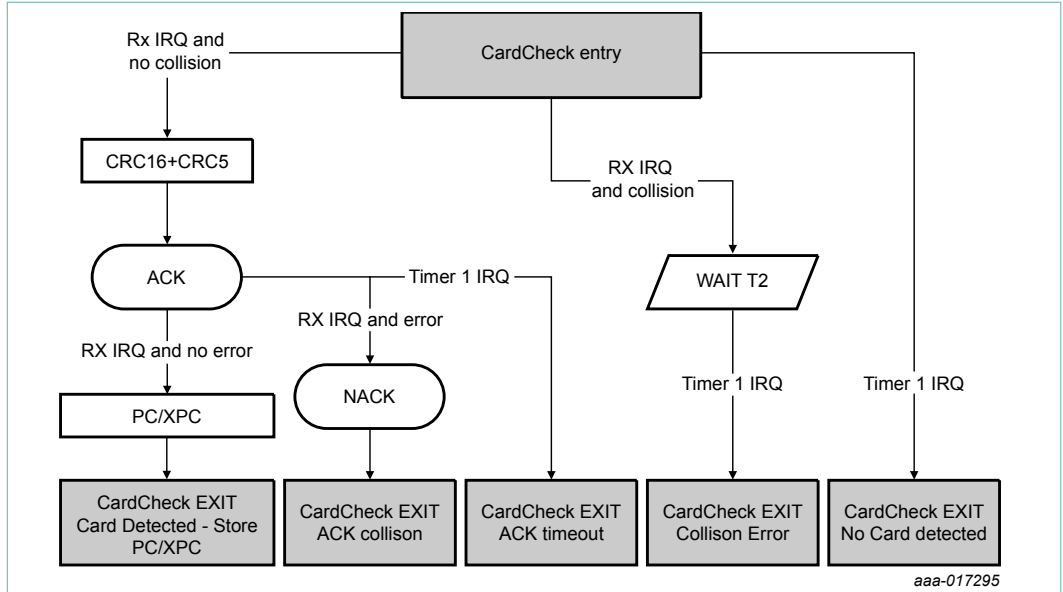 CardCheck entry
Rx IRQ and
no collision
CRC16+CRC5
RX IRQ
and collision
ACK
Timer 1 IRQ
WAIT T2
RX IRQ and error
RX IRQ and no error
NACK
Timer 1 IRQ
Timer 1 IRQ
PC/XPC
CardCheck EXIT
Card Detected - Store
PC/XPC
CardCheck EXIT
ACK collison
CardCheck EXIT
ACK timeout
CardCheck EXIT
Collison Error
CardCheck EXIT
No Card detected
aaa-017295